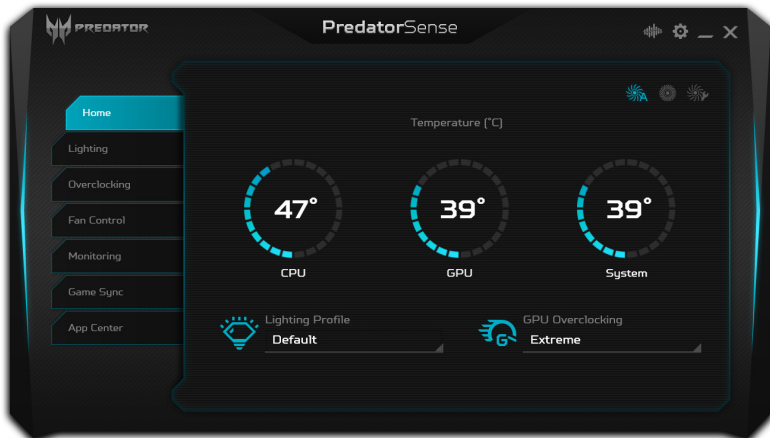 PREDATOR
PredatorSense
Home
Lighting
Overclocking
Fan Control
Monitoring
Game Sync
App Center
A
Temperature (°C)
47°
39°
39°
CPU
GPU
System
Lighting Profile
Default
G
GPU Overclocking
Extreme